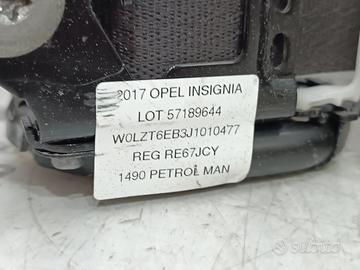 2017 OPEL INSIGNIA
LOT 57189644
W0LZT6EB3J1010477
REG RE67JCY
1490 PETROL MAN
subito